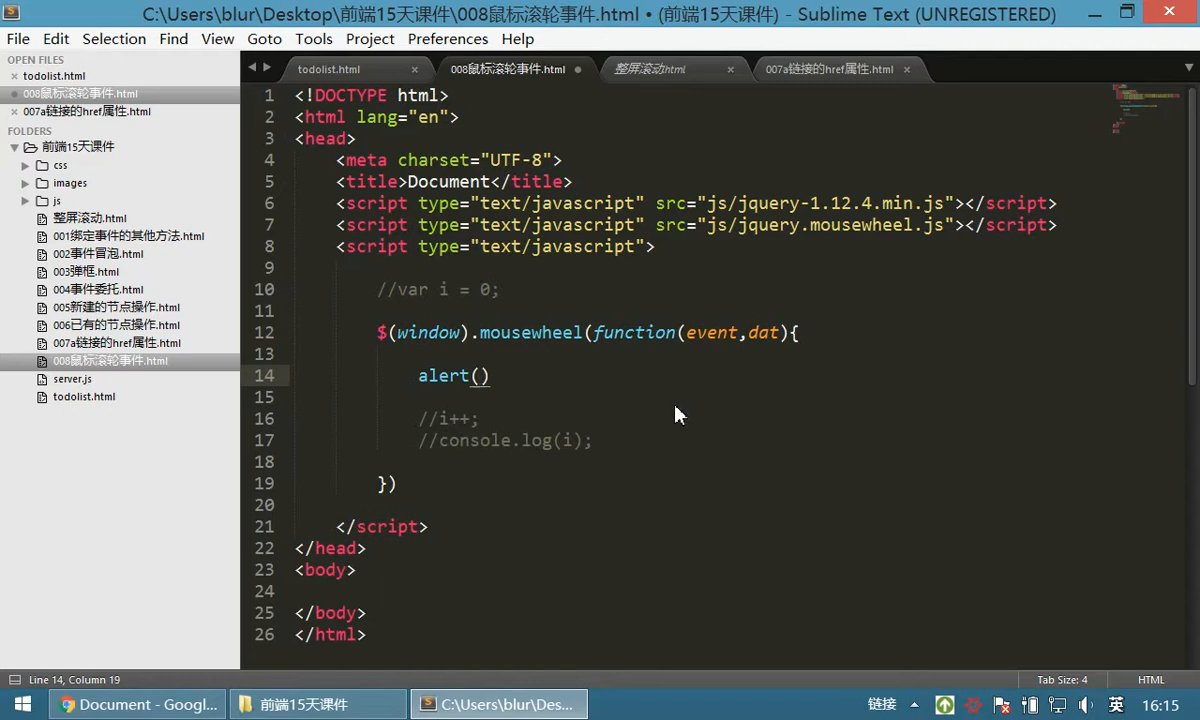 C:\Users\blur\Desktop\前端15天课件\008鼠标滚轮事件.html • (前端15天课件) - Sublime Text (UNREGISTERED)
File Edit Selection Find View Goto Tools Project Preferences Help
OPEN FILES
todolist.html
008鼠标滚轮事件.html
007a链接的href属性.html
FOLDERS
前端15天课件
css
images
js
整屏滚动.html
001绑定事件的其他方法.html
002事件冒泡.html
003弹框.html
004事件委托.html
005新建的节点操作.html
006已有的节点操作.html
007a链接的href属性.html
008鼠标滚轮事件.html
server.js
todolist.html
todolist.html 008鼠标滚轮事件.html 整屏滚动html 007a链接的href属性.html
1 <!DOCTYPE html>
2 <html lang="en">
3 <head>
4 <meta charset="UTF-8">
5 <title>Document</title>
6 <script type="text/javascript" src="js/jquery-1.12.4.min.js"></script>
7 <script type="text/javascript" src="js/jquery.mousewheel.js"></script>
8 <script type="text/javascript">
9
10 //var i = 0;
11
12 $(window).mousewheel(function(event,dat){
13
14 alert()
15
16 //i++;
17 //console.log(i);
18
19 })
20
21 </script>
22 </head>
23 <body>
24
25 </body>
26 </html>
Line 14, Column 19 Tab Size: 4 HTML
Document - Googl... 前端15天课件 C:\Users\blur\Des... 链接 英 16:15